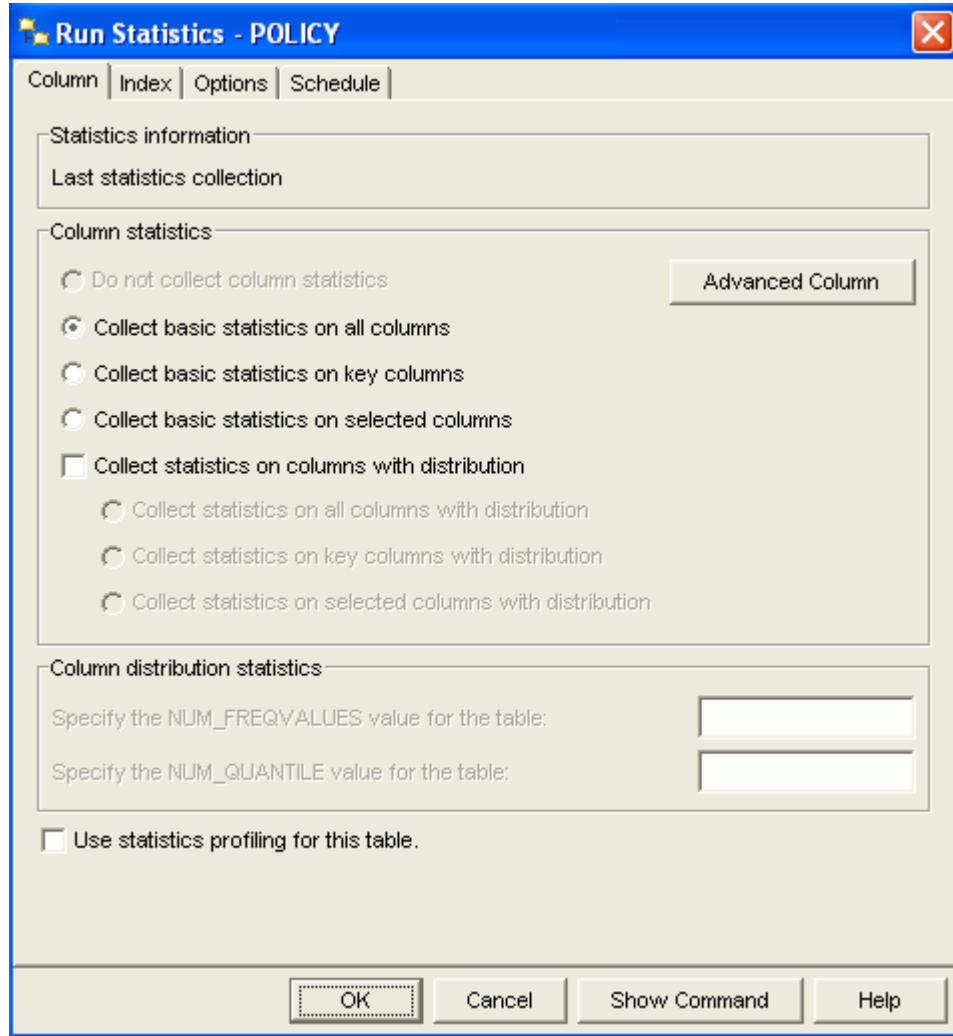 Run Statistics - POLICY
Column Index Options Schedule
Statistics information
Last statistics collection
Column statistics
Do not collect column statistics
Advanced Column
Collect basic statistics on all columns
Collect basic statistics on key columns
Collect basic statistics on selected columns
Collect statistics on columns with distribution
Collect statistics on all columns with distribution
Collect statistics on key columns with distribution
Collect statistics on selected columns with distribution
Column distribution statistics
Specify the NUM_FREQVALUES value for the table:
Specify the NUM_QUANTILE value for the table:
Use statistics profiling for this table.
OK Cancel Show Command Help